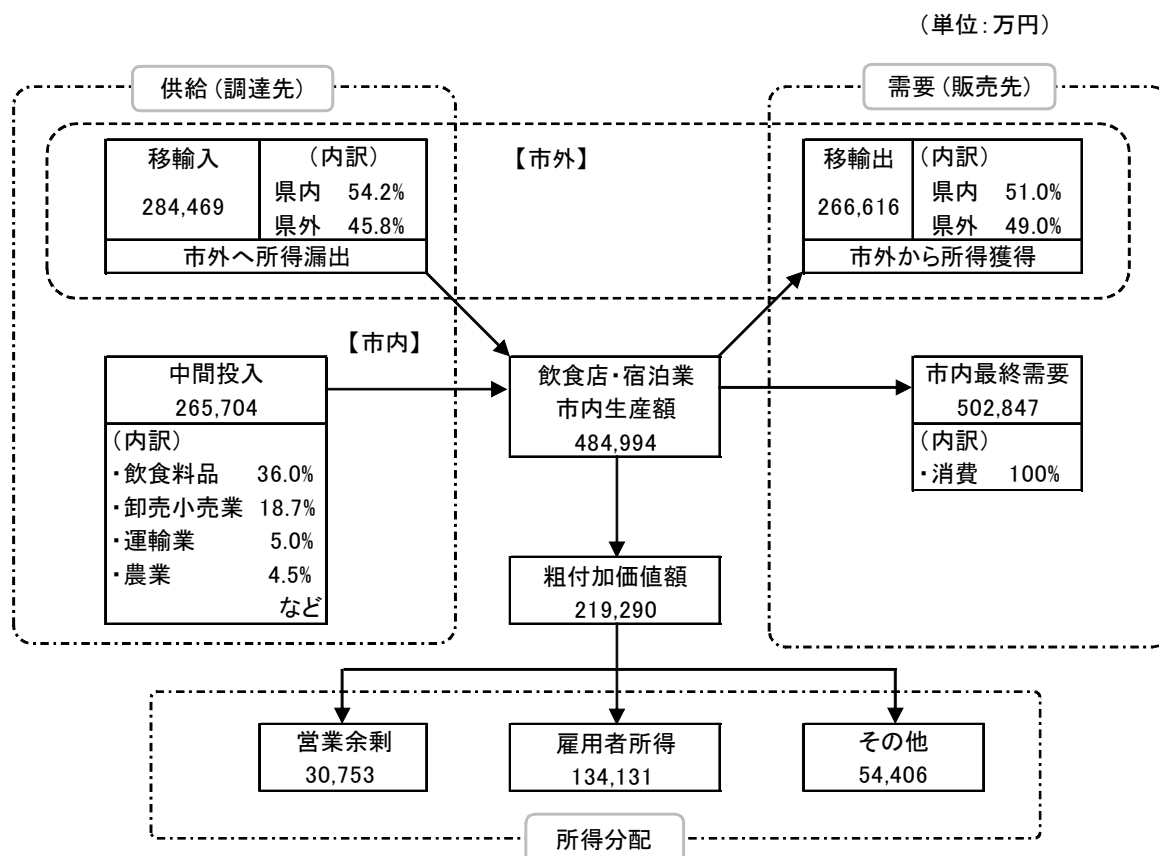 （単位：万円）
供給（調達先）
需要（販売先）
【市外】
移輸入
284,469
（内訳）
県内 54.2%
県外 45.8%
市外へ所得漏出
移輸出
266,616
（内訳）
県内 51.0%
県外 49.0%
市外から所得獲得
【市内】
中間投入
265,704
（内訳）
・飲食料品 36.0%
・卸売小売業 18.7%
・運輸業 5.0%
・農業 4.5%
など
飲食店・宿泊業
市内生産額
484,994
市内最終需要
502,847
（内訳）
・消費 100%
粗付加価値額
219,290
営業余剰
30,753
雇用者所得
134,131
その他
54,406
所得分配